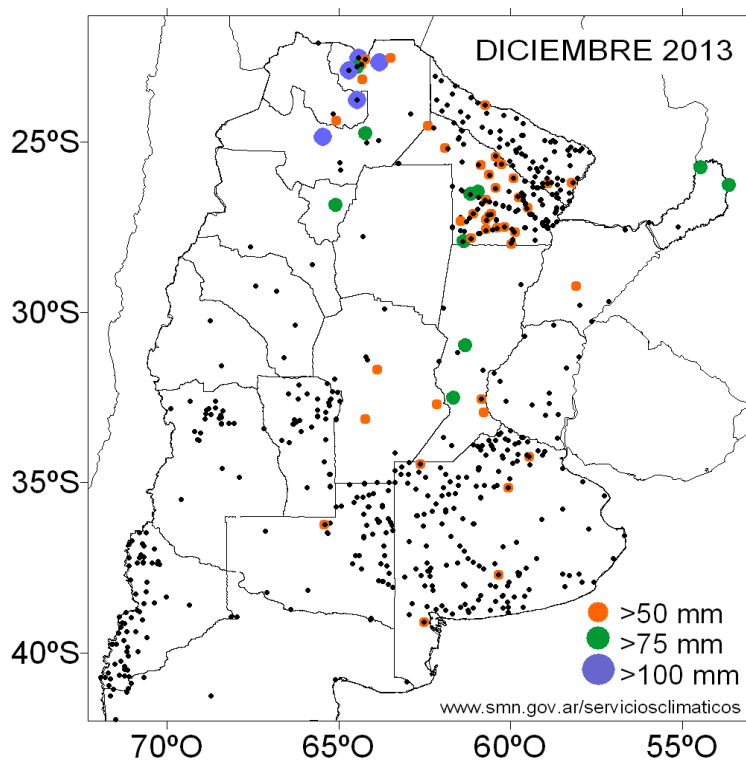 DICIEMBRE 2013
25ºS
30ºS
35ºS
40ºS
>50 mm
>75 mm
>100 mm
www.smn.gov.ar/serviciosclimaticos
70ºO 65ºO 60ºO 55ºO